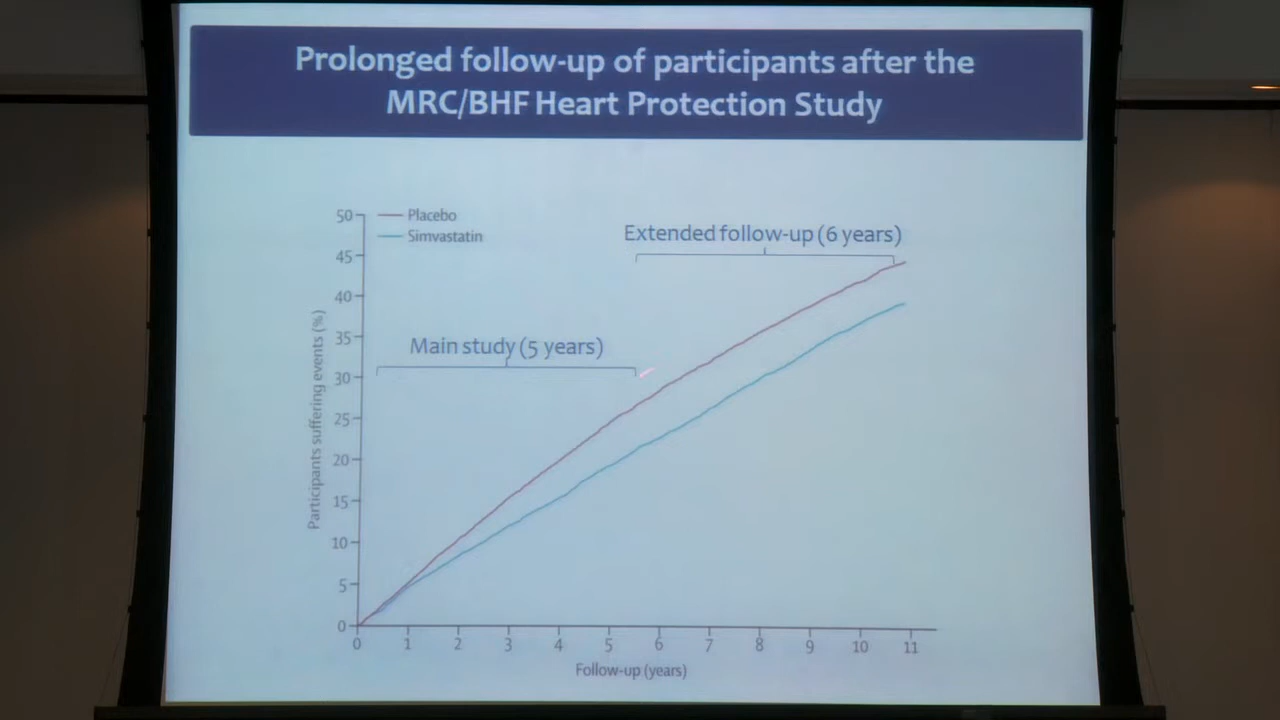 Prolonged follow-up of participants after the
MRC/BHF Heart Protection Study
Placebo
Simvastatin
Extended follow-up (6 years)
Main study (5 years)
Participants suffering events (%)
50
45
40
35
30
25
20
15
10
5
0
0 1 2 3 4 5 6 7 8 9 10 11
Follow-up (years)